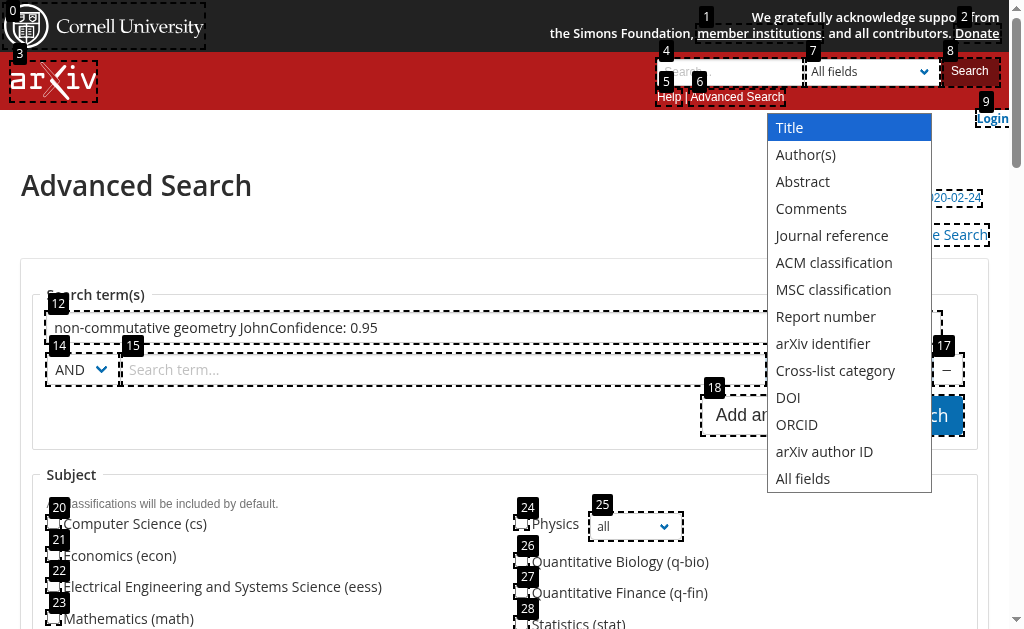 0
Cornell University
1
2
We gratefully acknowledge suppo from
the Simons Foundation, member institutions, and all contributors. Donate
3
arXiv
4
Search...
7
All fields
8
Search
5
6
Help | Advanced Search
9
Login
Advanced Search
Title
Author(s)
Abstract
Comments
Journal reference
ACM classification
MSC classification
Report number
arXiv identifier
Cross-list category
DOI
ORCID
arXiv author ID
All fields
020-02-24
e Search
Search term(s)
12
non-commutative geometry JohnConfidence: 0.95
14
15
17
AND
Search term...
–
18
Add an
ch
Subject
classifications will be included by default.
20
Computer Science (cs)
21
Economics (econ)
22
Electrical Engineering and Systems Science (eess)
23
Mathematics (math)
24
Physics
25
all
26
Quantitative Biology (q-bio)
27
Quantitative Finance (q-fin)
28
Statistics (stat)